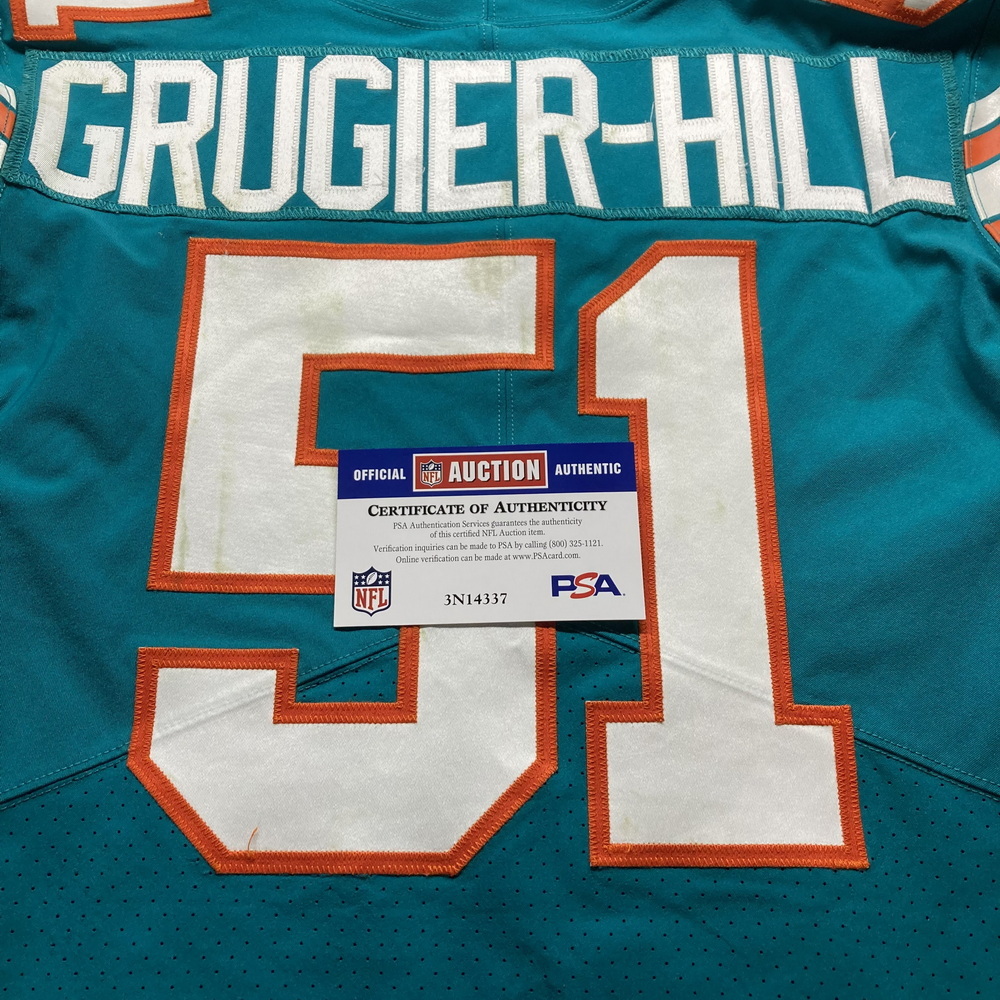 GRUGIER-HILL
51
OFFICIAL NFL AUCTION AUTHENTIC
CERTIFICATE OF AUTHENTICITY
PSA Authentication Services guarantees the authenticity
of this certified NFL Auction item.
Verification inquiries can be made to PSA by calling (800) 325-1121.
Online verification can be made at www.PSAcard.com.
NFL 3N14337 PSA